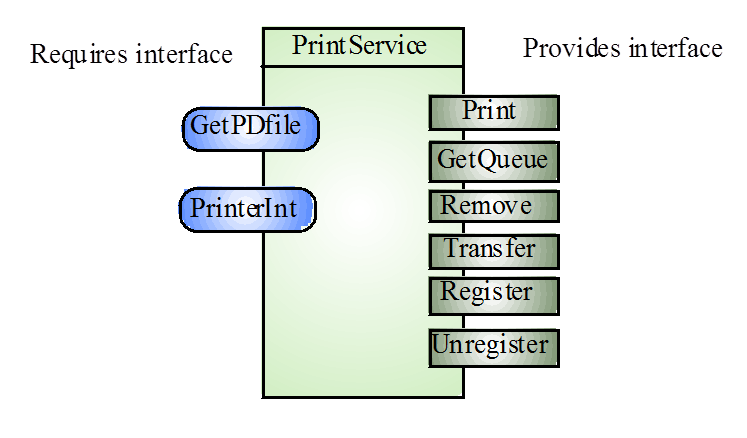 Requires interface
PrintService
Provides interface
GetPDfile
PrinterInt
Print
GetQueue
Remove
Transfer
Register
Unregister